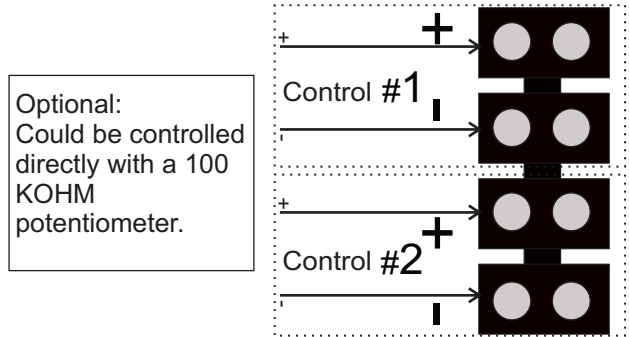 Optional:
Could be controlled
directly with a 100
KOHM
potentiometer.
+
+
Control #1
-
-
+
+
Control #2
-
-